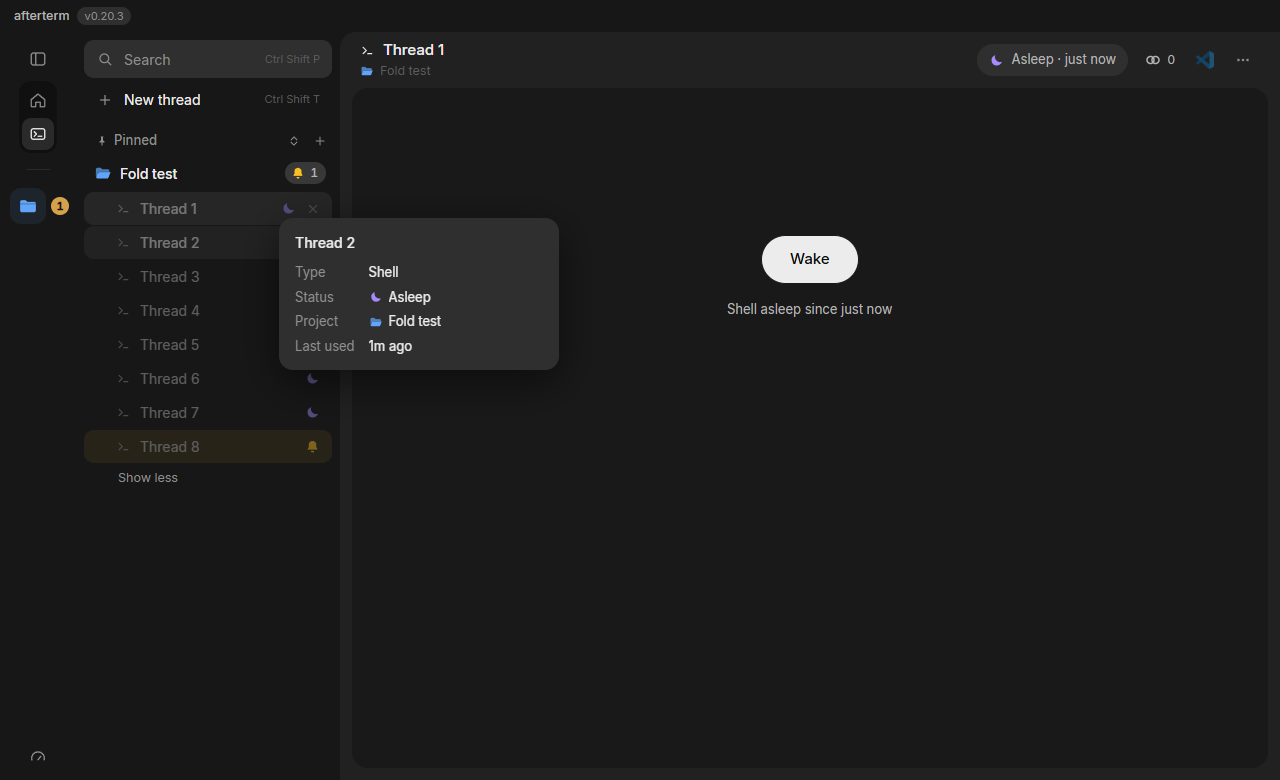 afterterm v0.20.3
Search Ctrl Shift P
New thread Ctrl Shift T
Pinned
Fold test 1
1
Thread 1
Thread 2
Thread 3
Thread 4
Thread 5
Thread 6
Thread 7
Thread 8
Show less
Thread 2
Type Shell
Status Asleep
Project Fold test
Last used 1m ago
Thread 1
Fold test
Asleep · just now 0
Wake
Shell asleep since just now